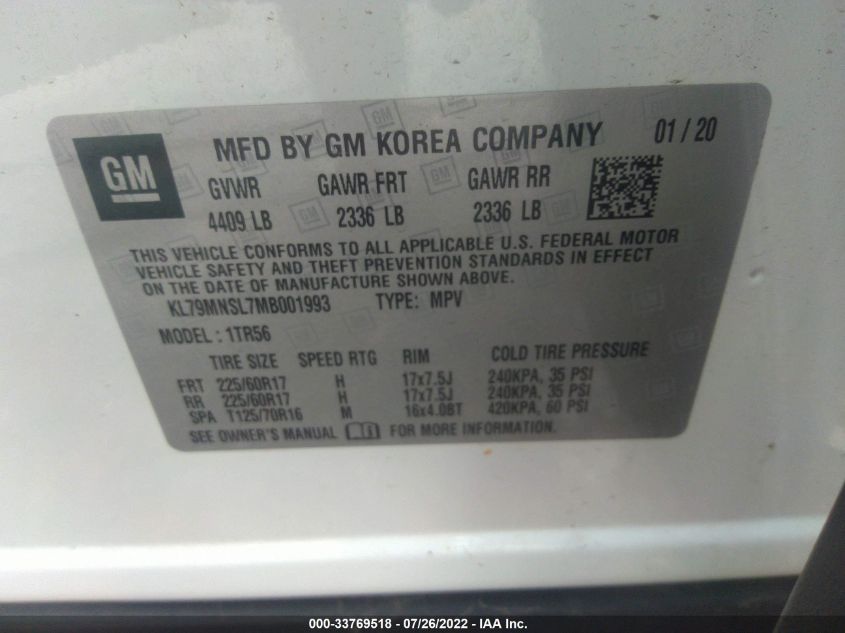 GM
MFD BY GM KOREA COMPANY 01/20
GVWR GAWR FRT GAWR RR
4409 LB 2336 LB 2336 LB
THIS VEHICLE CONFORMS TO ALL APPLICABLE U.S. FEDERAL MOTOR
VEHICLE SAFETY AND THEFT PREVENTION STANDARDS IN EFFECT
ON THE DATE OF MANUFACTURE SHOWN ABOVE.
KL79MNSL7MB001993 TYPE: MPV
MODEL : 1TR56
TIRE SIZE SPEED RTG RIM COLD TIRE PRESSURE
FRT 225/60R17 H 17x7.5J 240KPA, 35 PSI
RR 225/60R17 H 17x7.5J 240KPA, 35 PSI
SPA T125/70R16 M 16x4.0BT 420KPA, 60 PSI
SEE OWNER'S MANUAL FOR MORE INFORMATION.
000-33769518 - 07/26/2022 - IAA Inc.